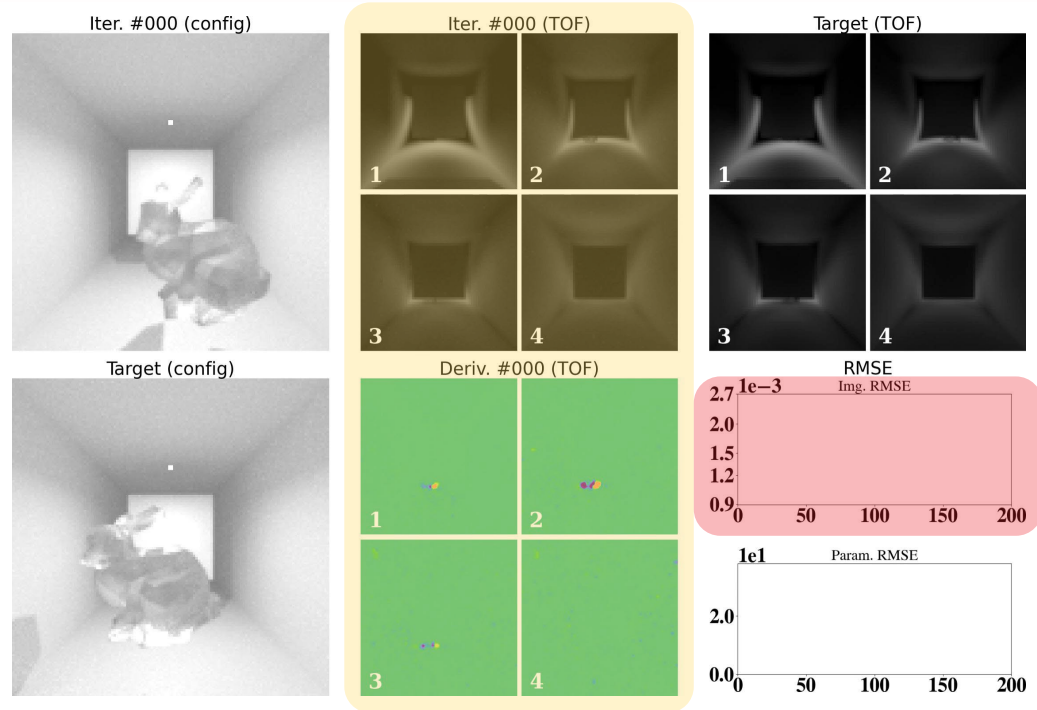 Iter. #000 (config)
Iter. #000 (TOF)
Target (TOF)
1
2
1
2
3
4
3
4
Target (config)
Deriv. #000 (TOF)
RMSE
1e−3
Img. RMSE
2.7
2.0
1.5
1.2
0.9
0 50 100 150 200
1
2
3
4
1e1
Param. RMSE
2.0
0.0
0 50 100 150 200